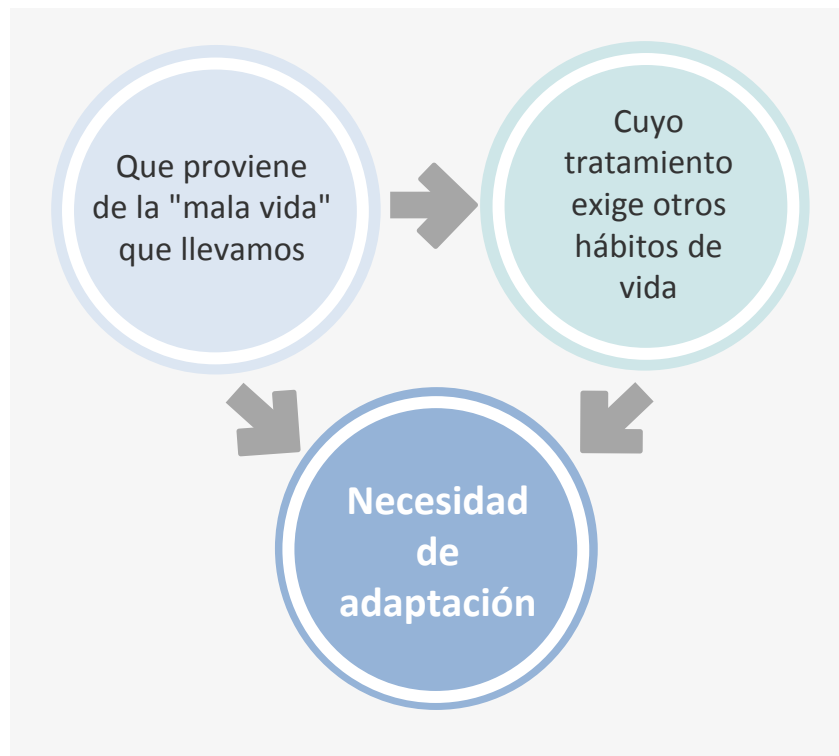 Que proviene
de la "mala vida"
que llevamos
Cuyo
tratamiento
exige otros
hábitos de
vida
Necesidad
de
adaptación